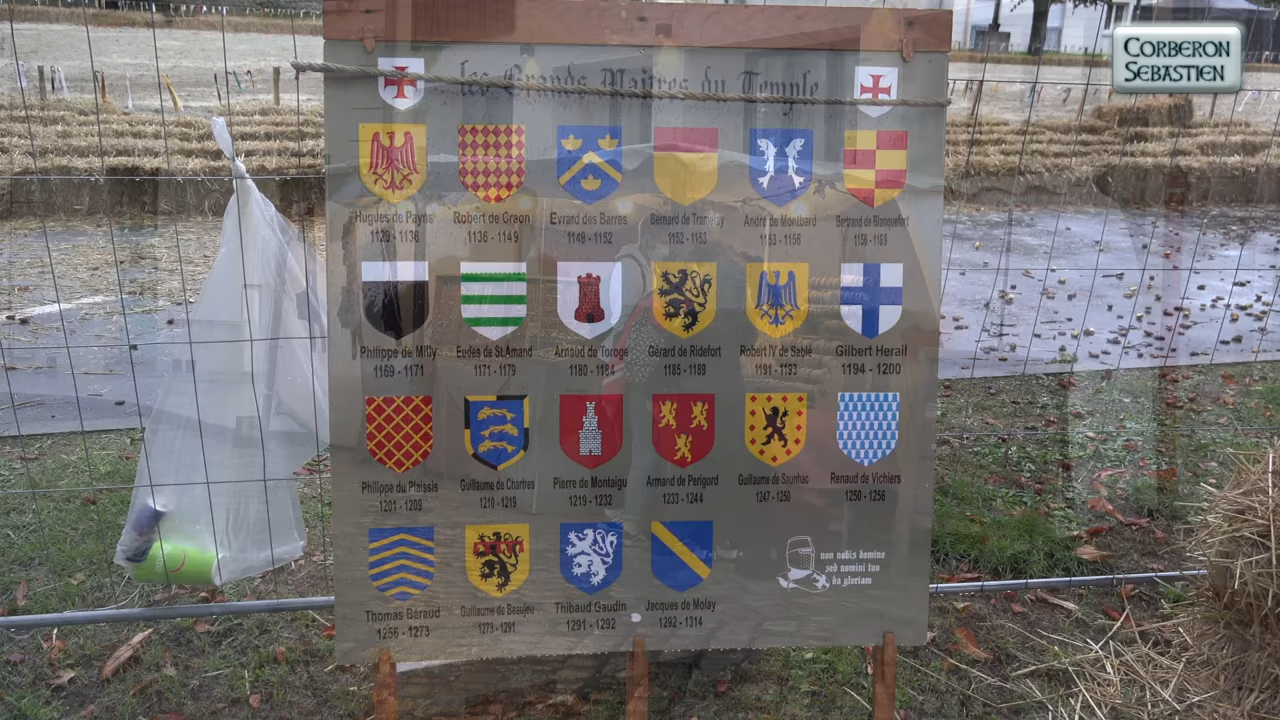 CORBERON
SEBASTIEN
les Grands Maîtres du Temple
Hugues de Payns
1129 - 1136
Robert de Craon
1136 - 1149
Evrard des Barres
1149 - 1152
Bernard de Tramelay
1152 - 1153
André de Montbard
1153 - 1156
Bertrand de Blanquefort
1156 - 1169
Philippe de Milly
1169 - 1171
Eudes de St Amand
1171 - 1179
Arnaud de Toroge
1180 - 1184
Gérard de Ridefort
1185 - 1189
Robert IV de Sablé
1191 - 1193
Gilbert Herail
1194 - 1200
Philippe du Plaissis
1201 - 1209
Guillaume de Chartres
1210 - 1219
Pierre de Montaigu
1219 - 1232
Armand de Perigord
1233 - 1244
Guillaume de Saunhac
1247 - 1250
Renaud de Vichiers
1250 - 1256
Thomas Béraud
1256 - 1273
Guillaume de Beaujeu
1273 - 1291
Thibaud Gaudin
1291 - 1292
Jacques de Molay
1292 - 1314
non nobis domine
sed nomini tuo
da gloriam